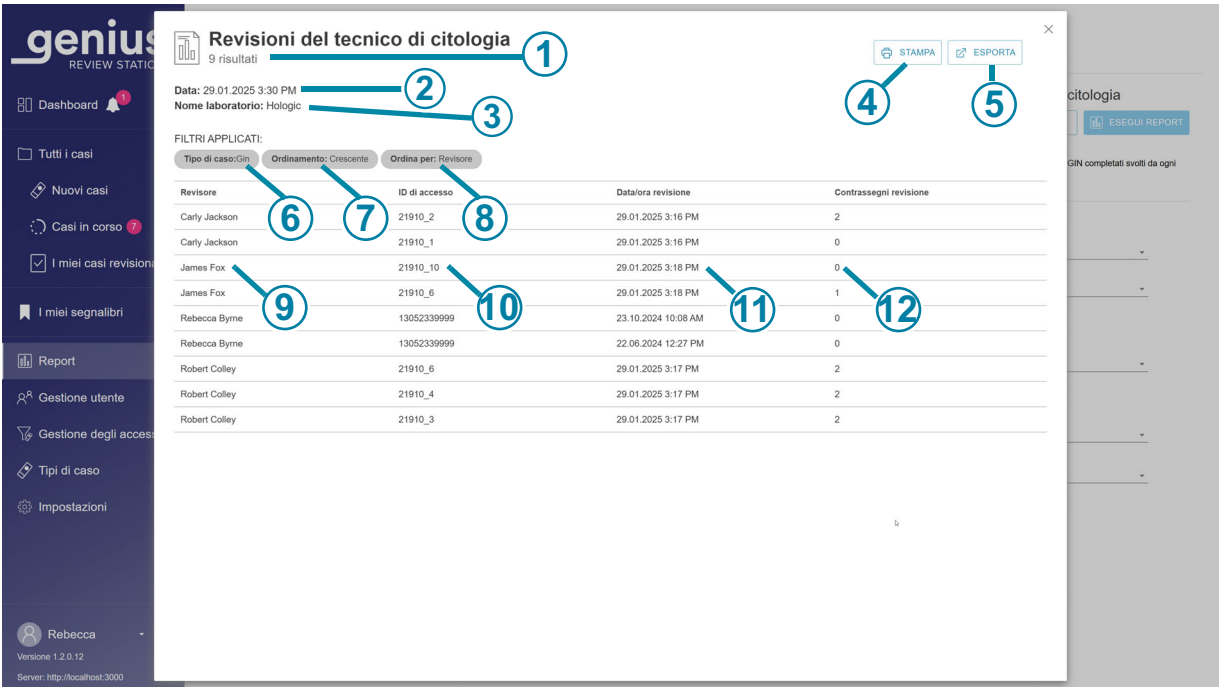 genius
REVIEW STATIC
Dashboard 1
Tutti i casi
Nuovi casi
Casi in corso 7
I miei casi revisiona
I miei segnalibri
Report
Gestione utente
Gestione degli access
Tipi di caso
Impostazioni
Rebecca
Versione 1.2.0.12
Server: http://localhost:3000
Revisioni del tecnico di citologia
9 risultati
1
STAMPA
ESPORTA
Data: 29.01.2025 3:30 PM
2
Nome laboratorio: Hologic
3
4
5
FILTRI APPLICATI:
Tipo di caso:Gin Ordinamento: Crescente Ordina per: Revisore
6 7 8
Revisore ID di accesso Data/ora revisione Contrassegni revisione
Carly Jackson 21910_2 29.01.2025 3:16 PM 2
Carly Jackson 21910_1 29.01.2025 3:16 PM 0
James Fox 21910_10 29.01.2025 3:18 PM 0
James Fox 21910_6 29.01.2025 3:18 PM 1
9 10 11 12
Rebecca Byrne 13052339999 23.10.2024 10:08 AM 0
Rebecca Byrne 13052339999 22.06.2024 12:27 PM 0
Robert Colley 21910_6 29.01.2025 3:17 PM 2
Robert Colley 21910_4 29.01.2025 3:17 PM 2
Robert Colley 21910_3 29.01.2025 3:17 PM 2
citologia
ESEGUI REPORT
GIN completati svolti da ogni